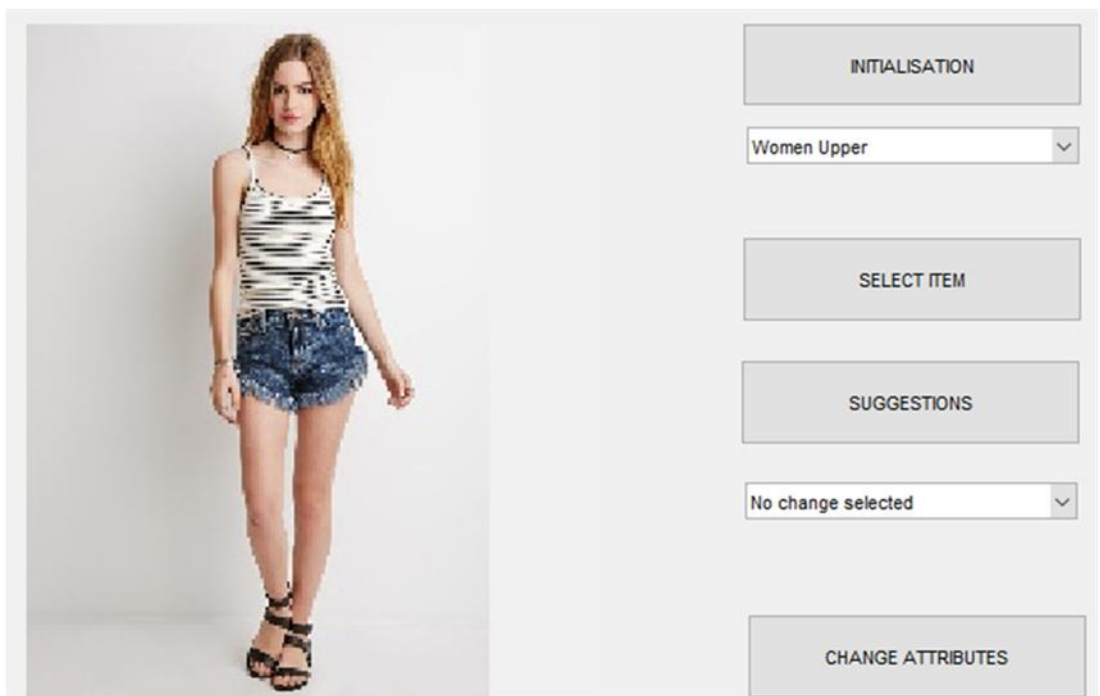 INITIALISATION
Women Upper
SELECT ITEM
SUGGESTIONS
No change selected
CHANGE ATTRIBUTES